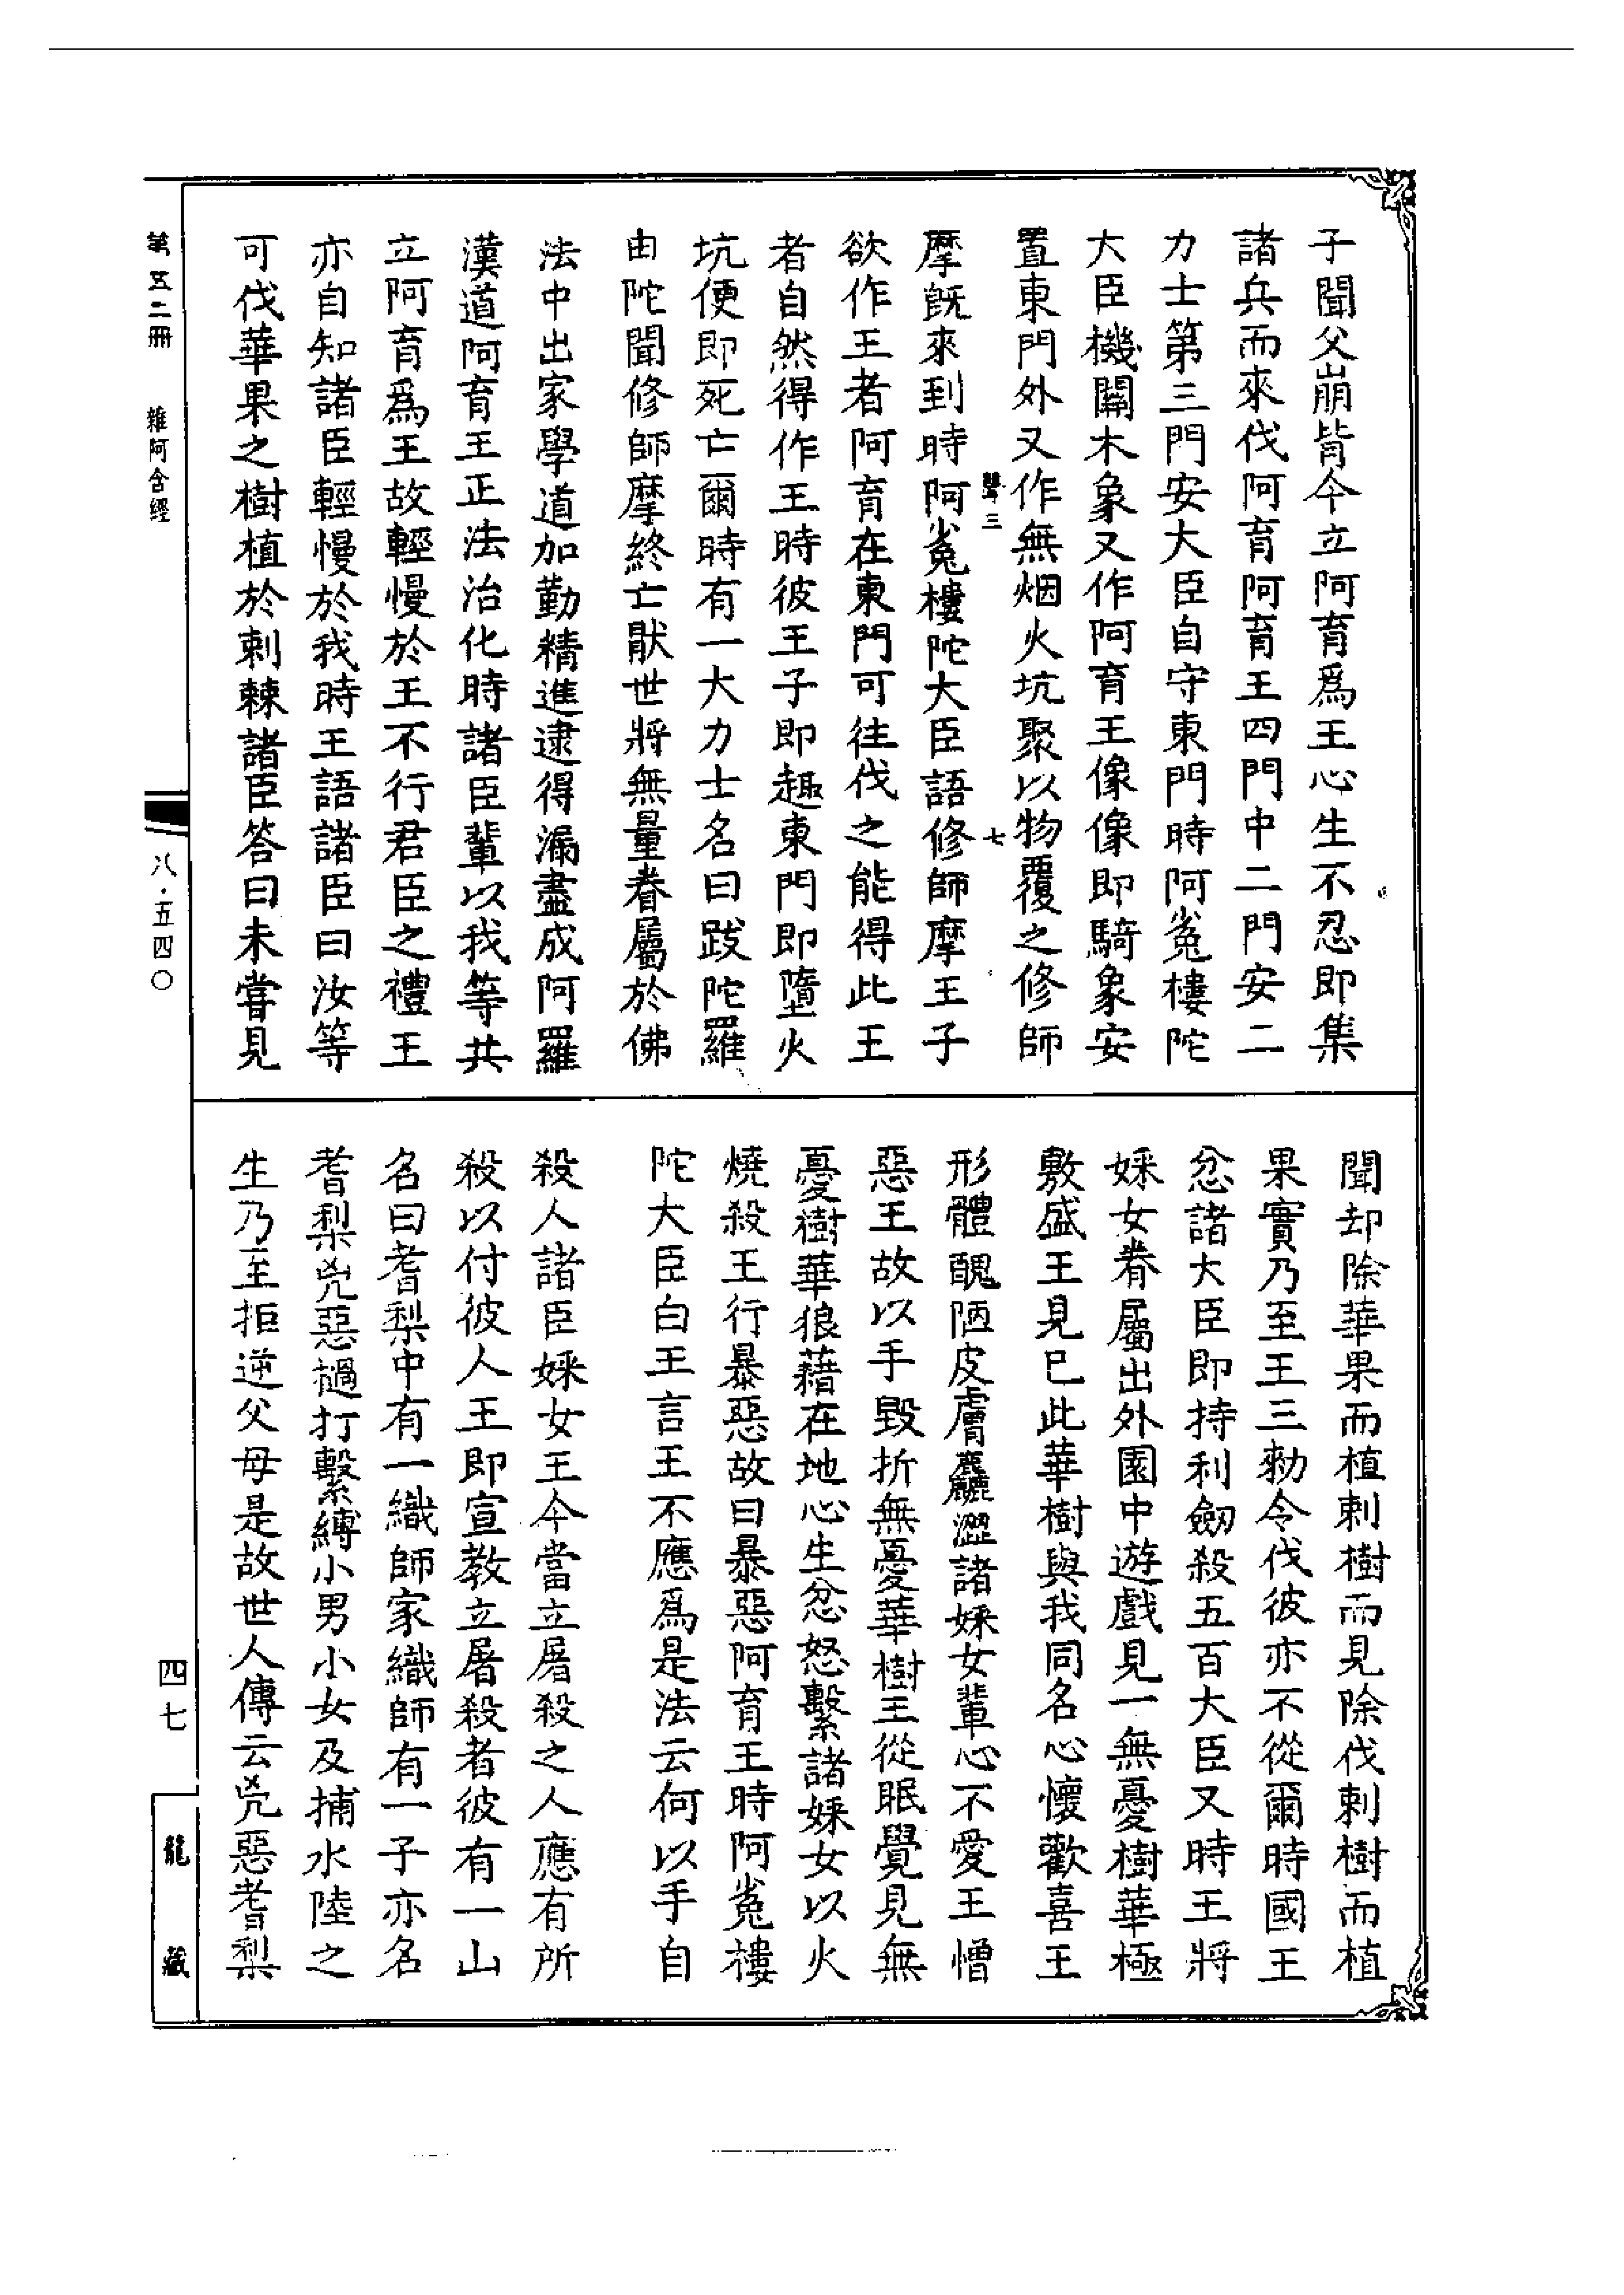 子聞父崩背今立阿育爲王心生不忍即集
諸兵而來伐阿育阿育王四門中二門安二
力士第三門安大臣自守東門時阿㝹樓陀
大臣機關木象又作阿育王像像即騎象安
置東門外又作無烟火坑聚以物覆之修師
摩旣來到時阿㝹樓陀大臣語修師摩王子
欲作王者阿育在東門可往伐之能得此王
者自然得作王時彼王子即趣東門即墮火
坑便即死亡爾時有一大力士名曰跋陀羅
由陀聞修師摩終亡猒世將無量眷屬於佛
法中出家學道加勤精進逮得漏盡成阿羅
漢道阿育王正法治化時諸臣輩以我等共
立阿育爲王故輕慢於王不行君臣之禮王
亦自知諸臣輕慢於我時王語諸臣曰汝等
可伐華果之樹植於刺棘諸臣答曰未嘗見
聞却除華果而植刺樹而見除伐刺樹而植
果實乃至王三勑令伐彼亦不從爾時國王
忿諸大臣即持利劒殺五百大臣又時王將
婇女眷屬出外園中遊戲見一無憂樹華極
敷盛王見已此華樹與我同名心懷歡喜王
形體醜陋皮膚麤澀諸婇女輩心不愛王憎
惡王故以手毀折無憂華樹王從眠覺見無
憂樹華狼藉在地心生忿怒繫諸婇女以火
燒殺王行暴惡故曰暴惡阿育王時阿㝹樓
陀大臣白王言王不應爲是法云何以手自
殺人諸臣婇女王今當立屠殺之人應有所
殺以付彼人王即宣教立屠殺者彼有一山
名曰耆梨中有一織師家織師有一子亦名
耆梨兇惡撾打繫縛小男小女及捕水陸之
生乃至拒逆父母是故世人傳云兇惡耆梨
七
第五二冊
雜阿含經
八·五四〇
四七
龍藏